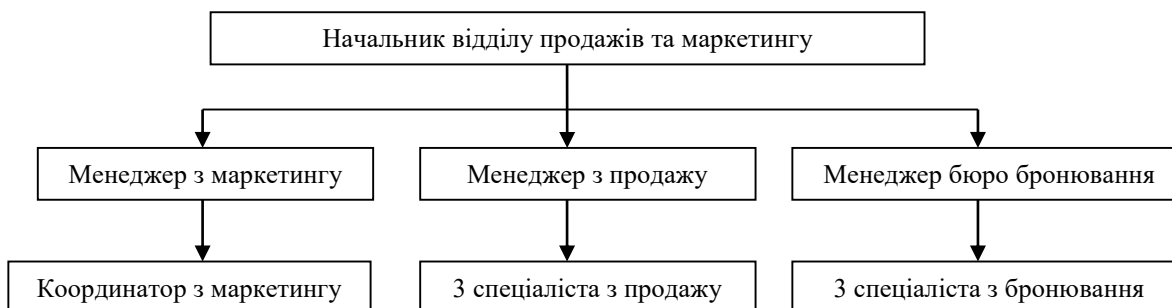 Начальник відділу продажів та маркетингу
Менеджер з маркетингу
Менеджер з продажу
Менеджер бюро бронювання
Координатор з маркетингу
3 спеціаліста з продажу
3 спеціаліста з бронювання